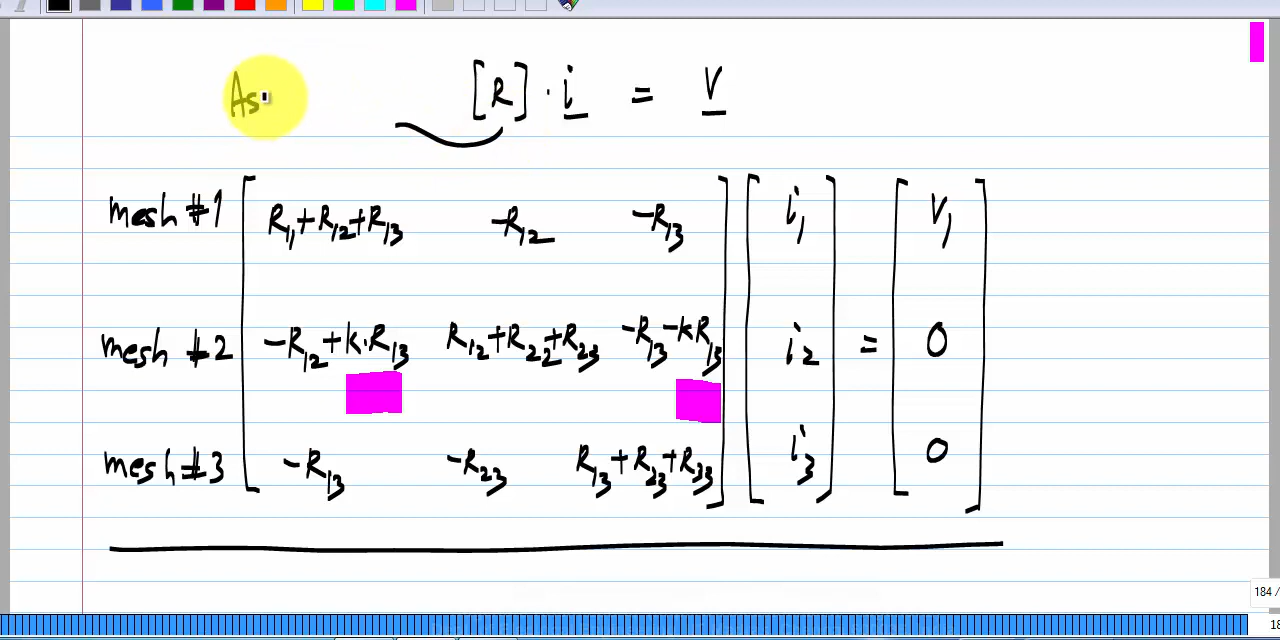 As [R] · i = V
mesh #1 R₁₁+R₁₂+R₁₃ -R₁₂ -R₁₃ i₁ V₁
mesh #2 -R₁₂+k.R₁₃ R₁₂+R₂₂+R₂₃ -R₁₃-kR₁₃ i₂ = 0
mesh #3 -R₁₃ -R₂₃ R₁₃+R₂₃+R₃₃ i₃ 0
184 /
18